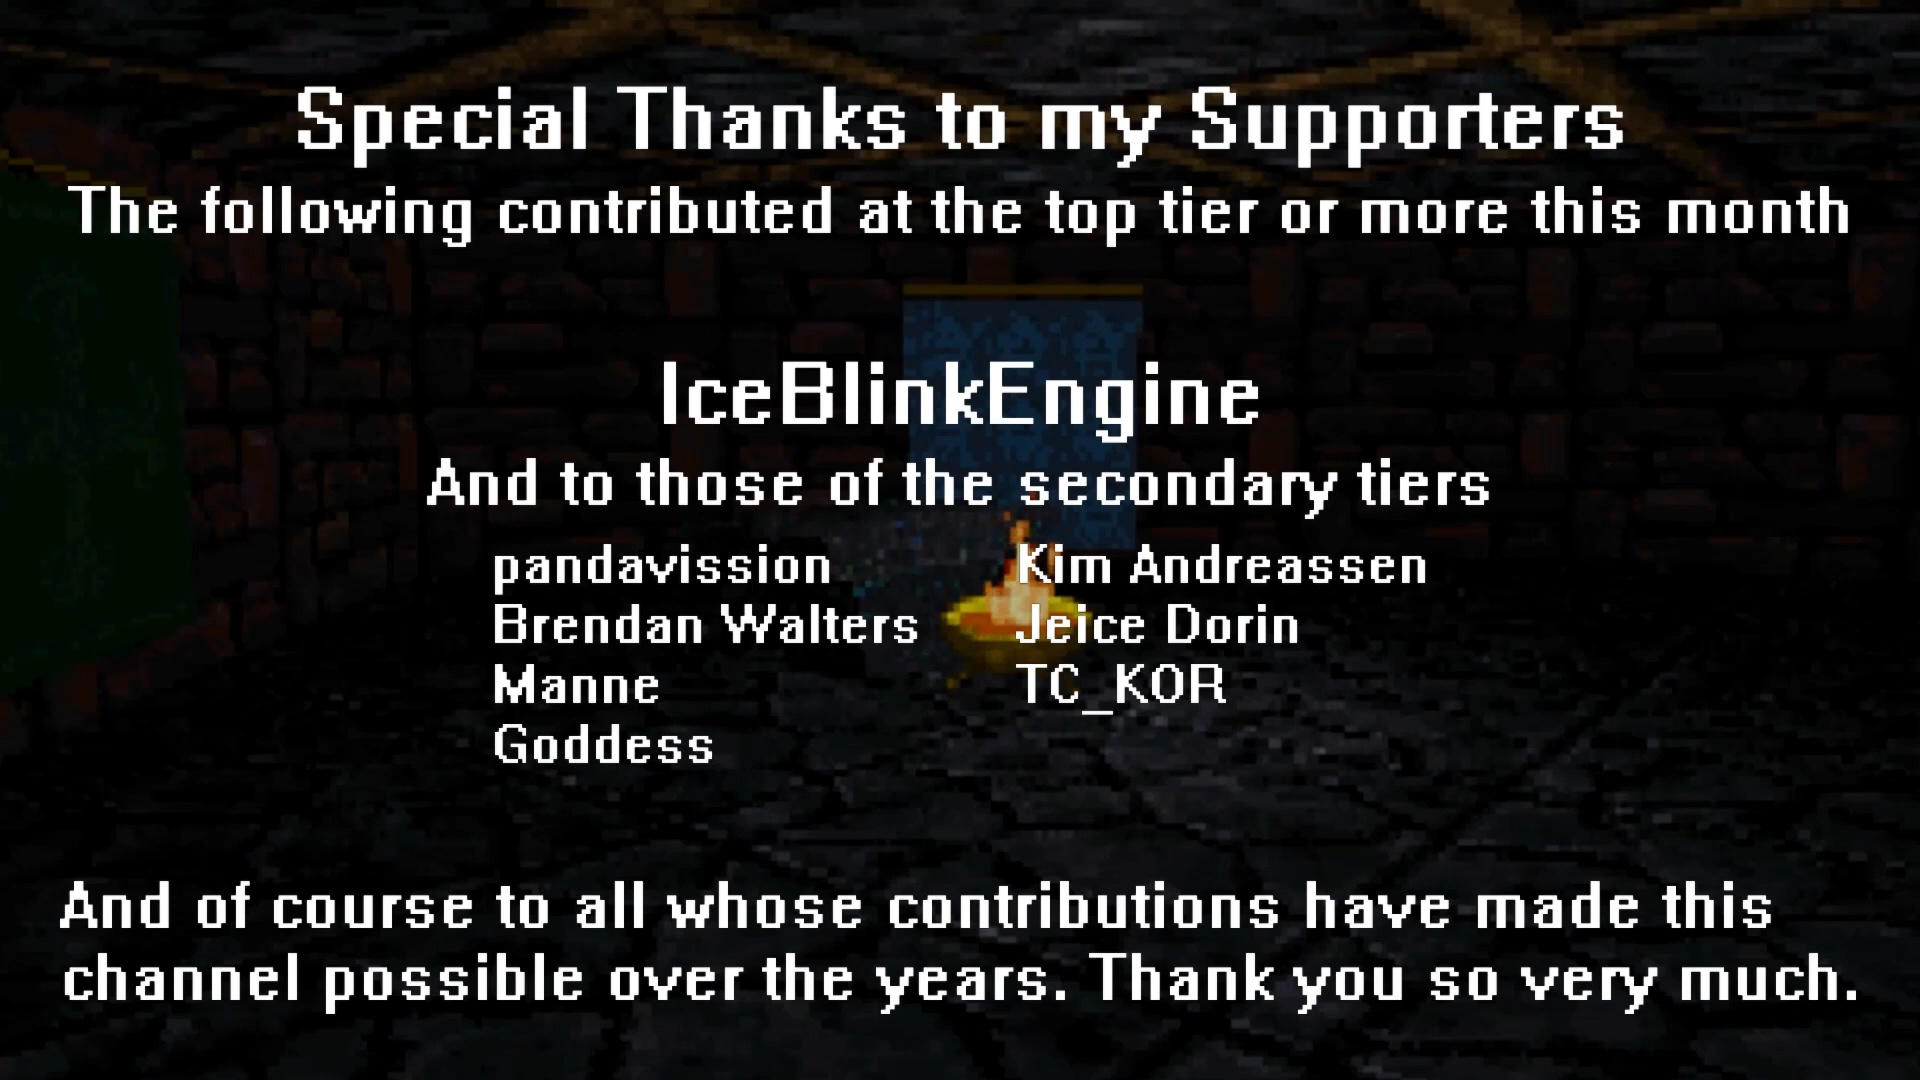 Special Thanks to my Supporters
The following contributed at the top tier or more this month
IceBlinkEngine
And to those of the secondary tiers
pandavission
Brendan Walters
Manne
Goddess
Kim Andreassen
Jeice Dorin
TC_KOR
And of course to all whose contributions have made this
channel possible over the years. Thank you so very much.